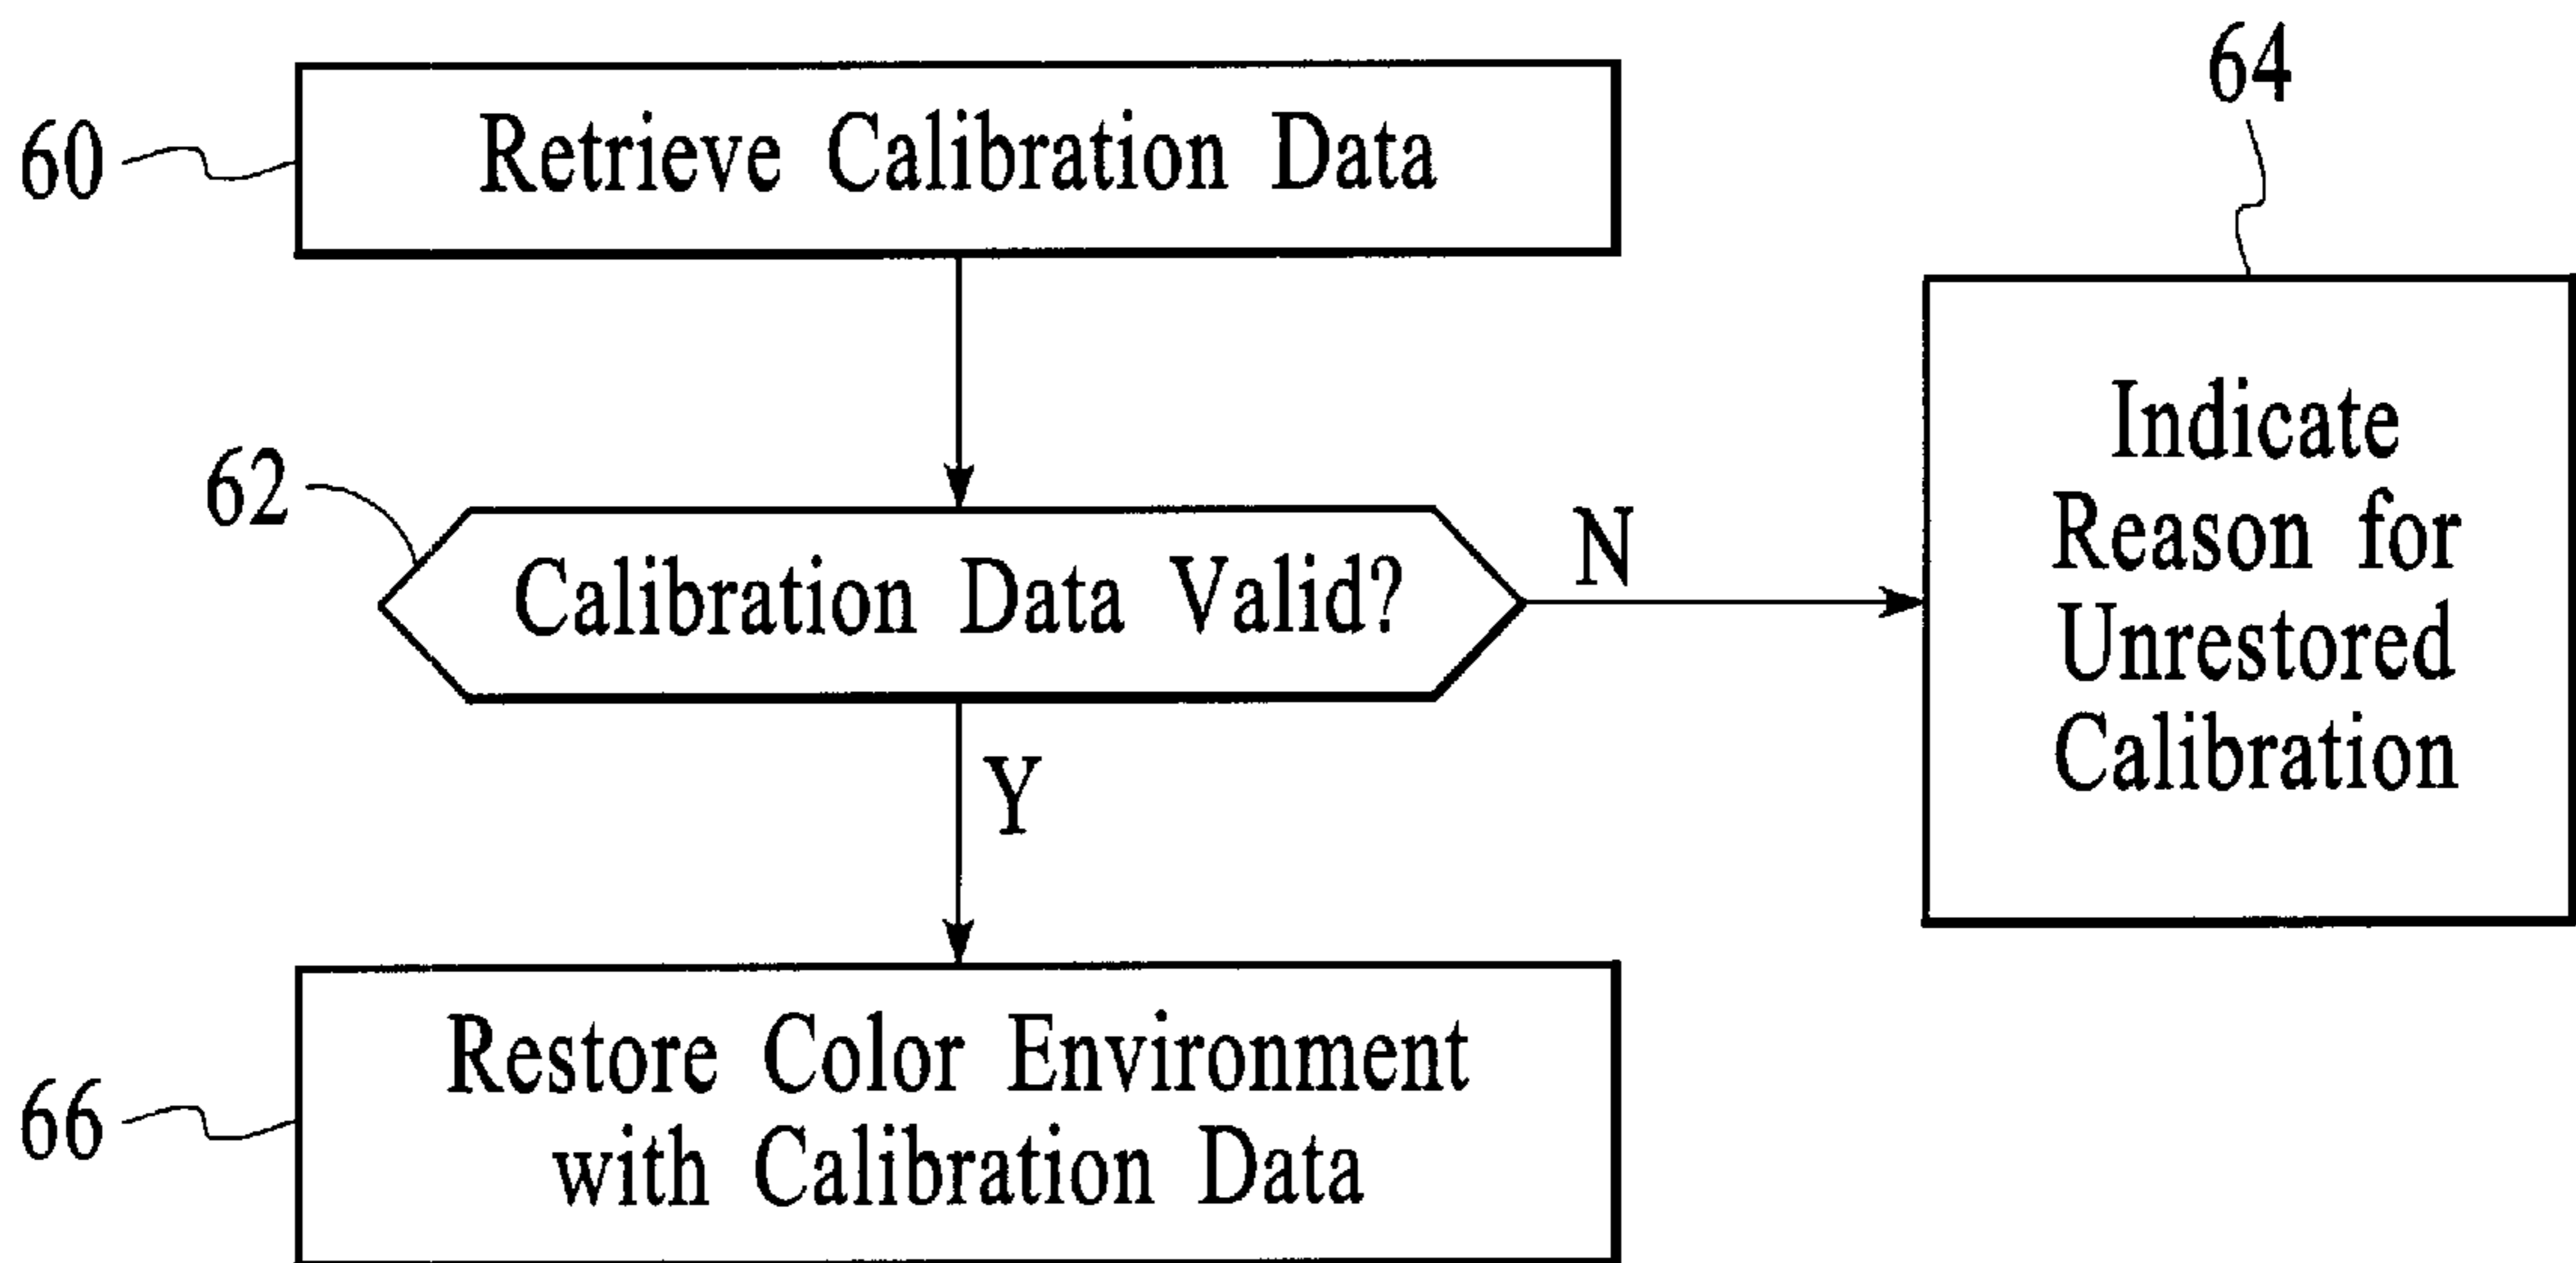 60
Retrieve Calibration Data
62
Calibration Data Valid?
N
64
Indicate
Reason for
Unrestored
Calibration
Y
66
Restore Color Environment
with Calibration Data